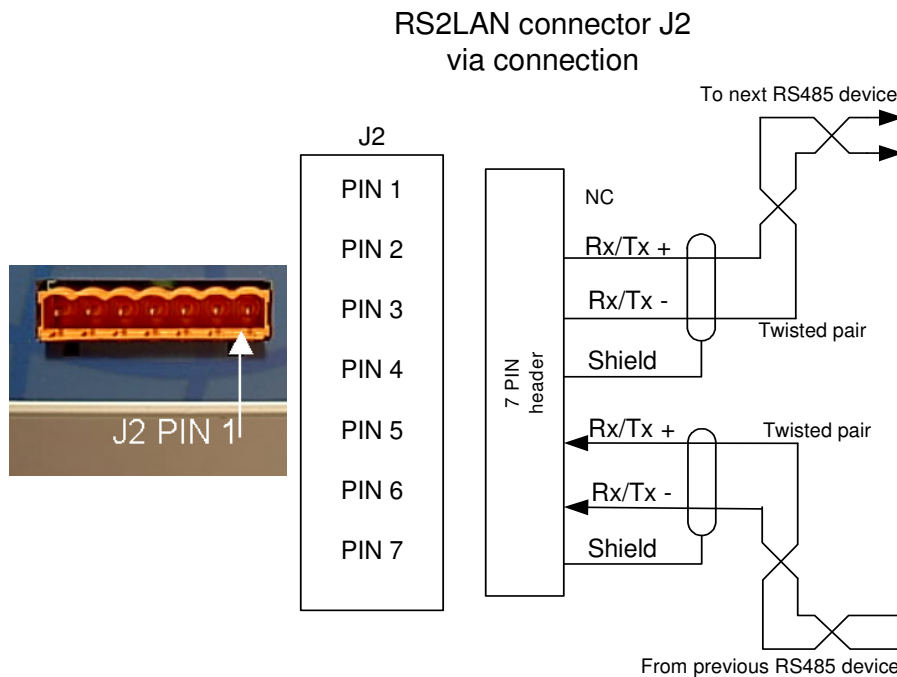 RS2LAN connector J2
via connection
To next RS485 device
J2
PIN 1
PIN 2
PIN 3
PIN 4
PIN 5
PIN 6
PIN 7
J2 PIN 1
7 PIN
header
NC
Rx/Tx +
Rx/Tx -
Twisted pair
Shield
Rx/Tx +
Twisted pair
Rx/Tx -
Shield
From previous RS485 device